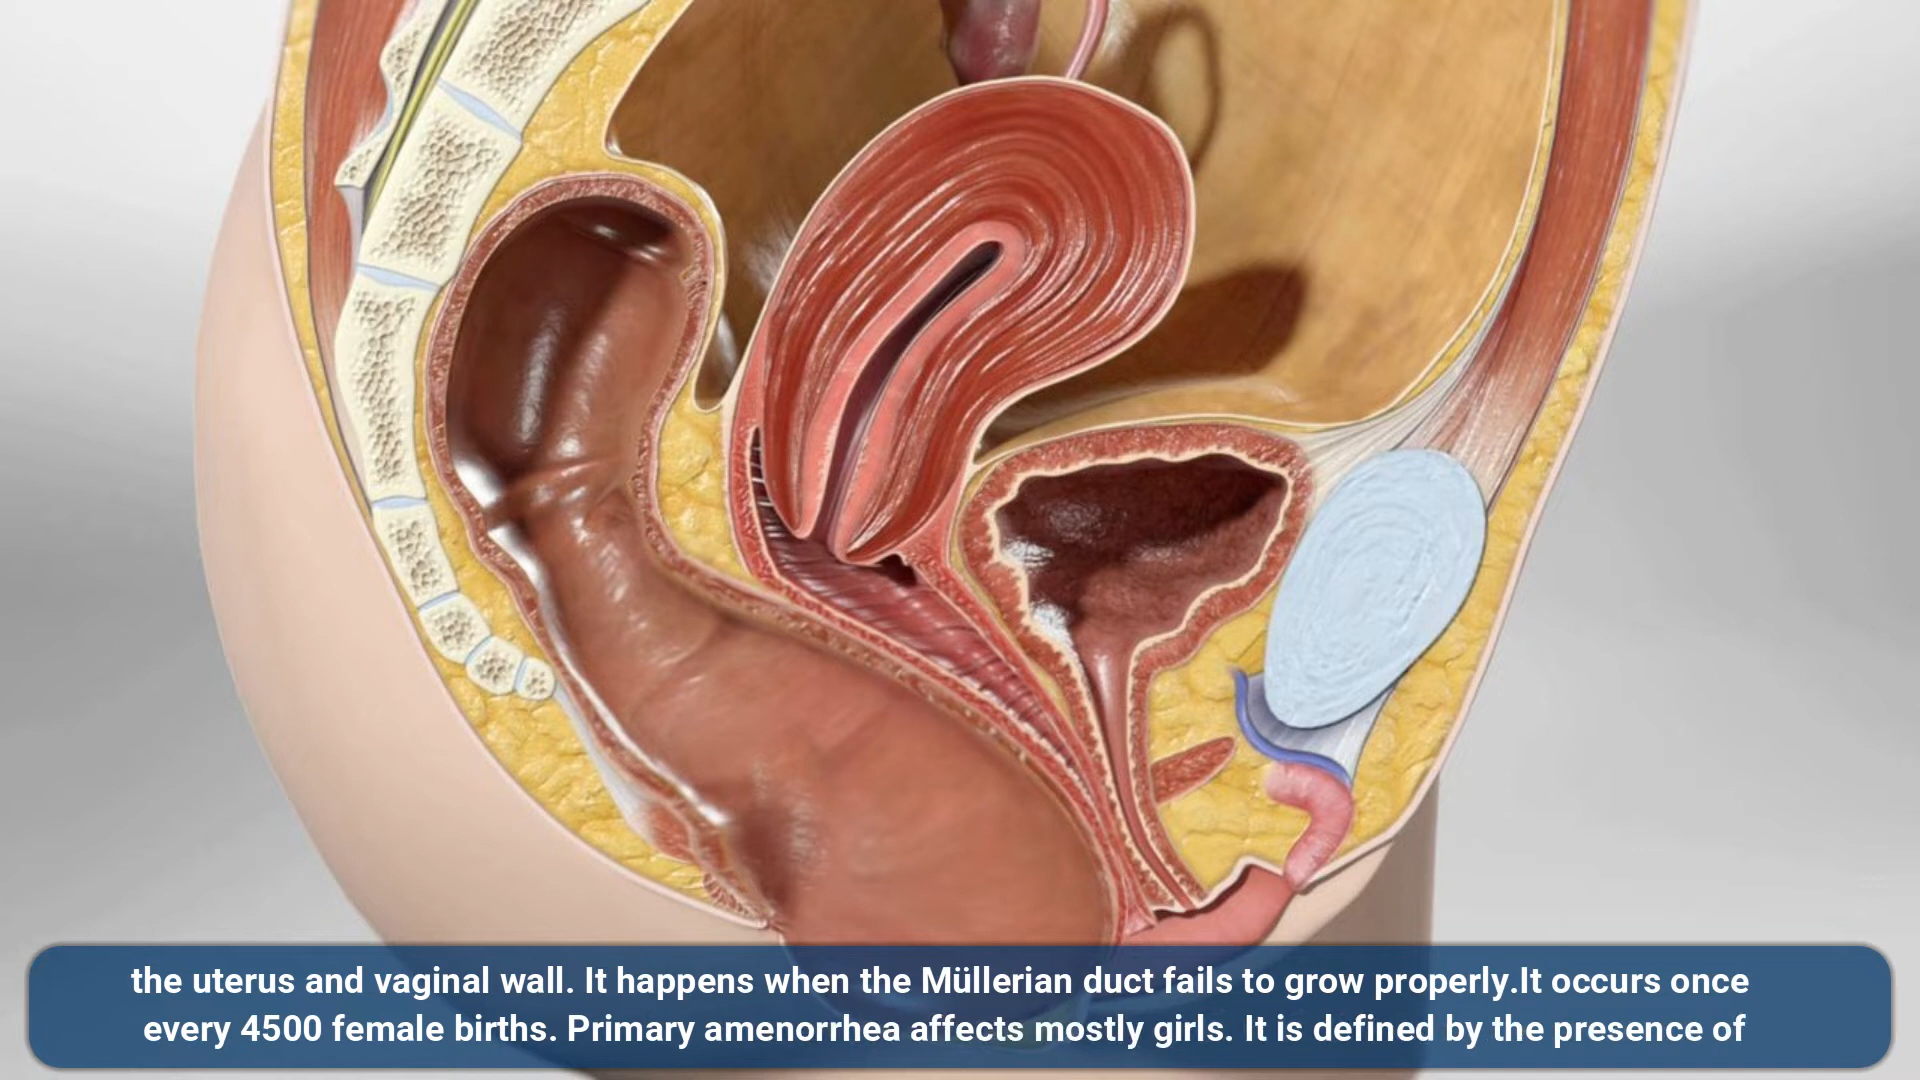 the uterus and vaginal wall. It happens when the Müllerian duct fails to grow properly.It occurs once
every 4500 female births. Primary amenorrhea affects mostly girls. It is defined by the presence of